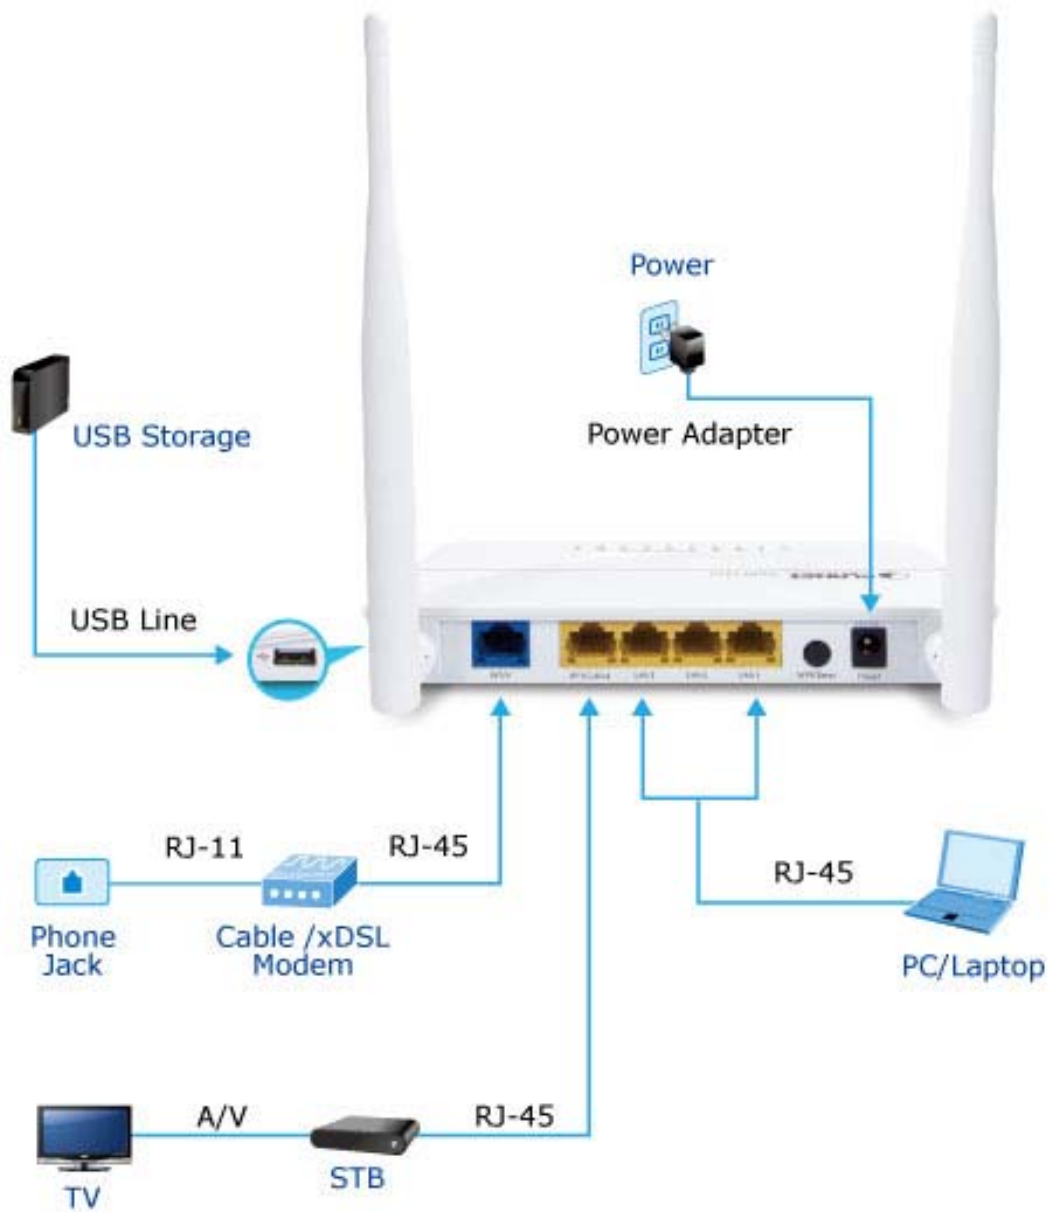 Power
USB Storage
Power Adapter
USB Line
WAN
RJ-11
RJ-45
RJ-45
Phone
Jack
Cable /xDSL
Modem
PC/Laptop
A/V
RJ-45
TV
STB